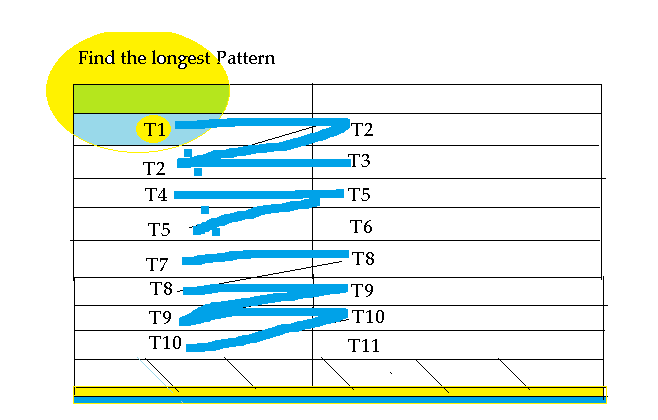 Find the longest Pattern
T1 T2
T2 T3
T4 T5
T5 T6
T7 T8
T8 T9
T9 T10
T10 T11